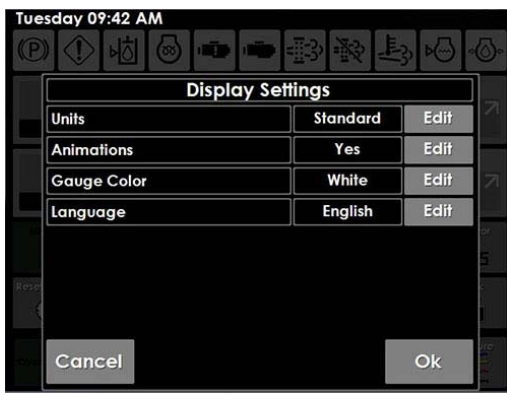 Tuesday 09:42 AM
(P)
Display Settings
Units Standard Edit
Animations Yes Edit
Gauge Color White Edit
Language English Edit
Cancel Ok